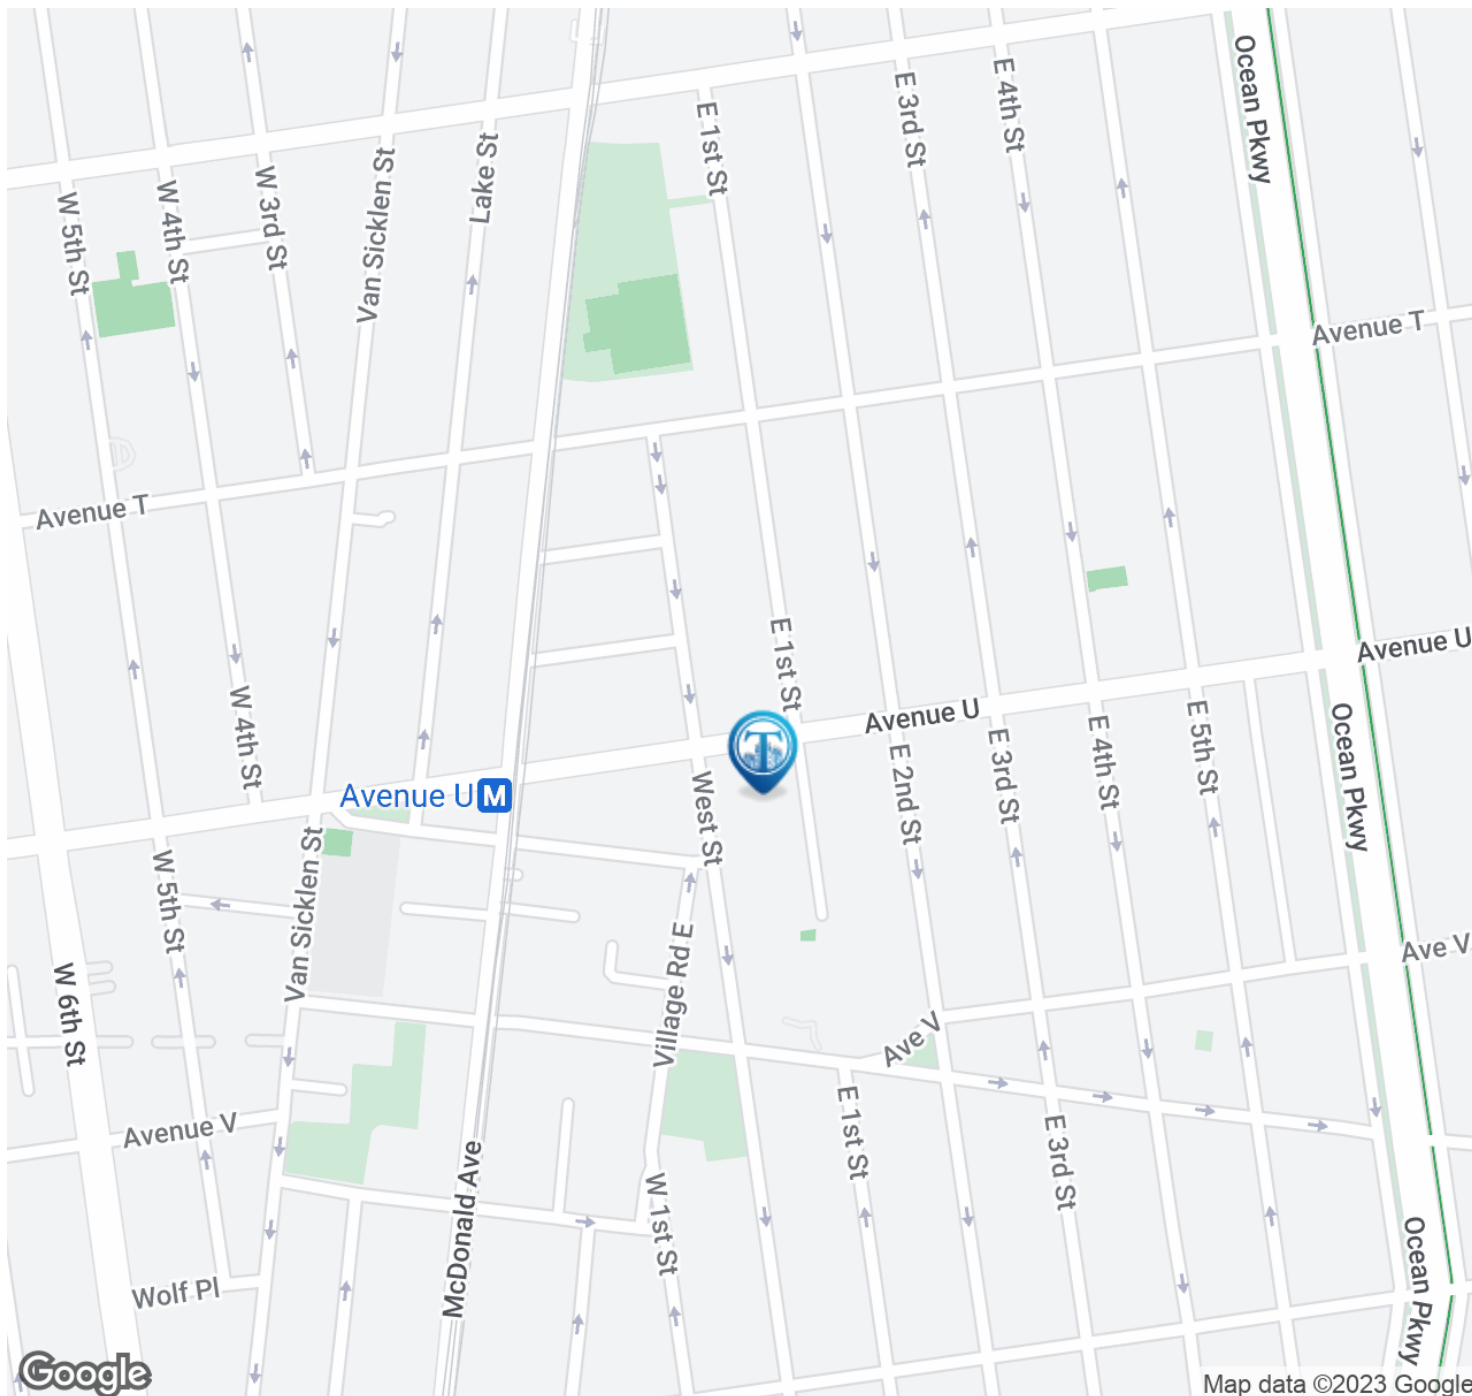 Ocean Pkwy
E 4th St
E 3rd St
E 1st St
Lake St
Van Sicklen St
W 3rd St
W 4th St
W 5th St
Avenue T
Avenue T
E 1st St
Avenue U
Avenue U
W 4th St
E 5th St
Ocean Pkwy
E 4th St
E 3rd St
E 2nd St
T
Avenue U M
West St
Van Sicklen St
W 5th St
Village Rd E
Ave V
W 6th St
Ave V
Avenue V
E 1st St
E 3rd St
McDonald Ave
W 1st St
Ocean Pkwy
Wolf Pl
Google
Map data ©2023 Google